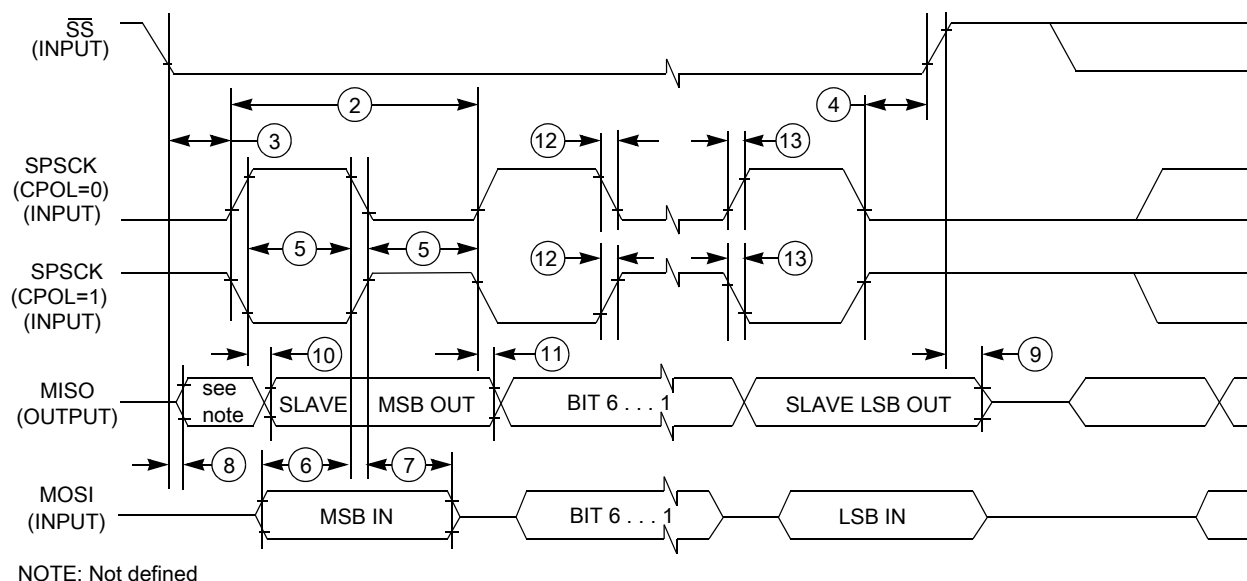 SS
(INPUT)
2
4
3
12
13
SPSCK
(CPOL=0)
(INPUT)
5
5
SPSCK
(CPOL=1)
(INPUT)
12
13
10
11
9
MISO
(OUTPUT)
see
note
SLAVE
MSB OUT
BIT 6 . . . 1
SLAVE LSB OUT
8
6
7
MOSI
(INPUT)
MSB IN
BIT 6 . . . 1
LSB IN
NOTE: Not defined